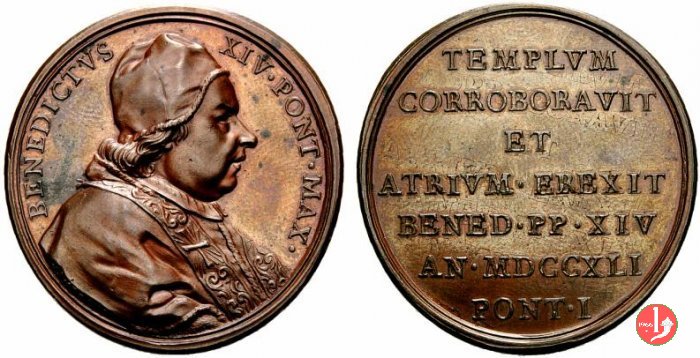 BENEDICTVS XIV·PONT·MAX·
TEMPLVM
CORROBORAVIT
ET
ATRIVM·EREXIT
BENED·PP·XIV
AN·MDCCXLI
PONT·I